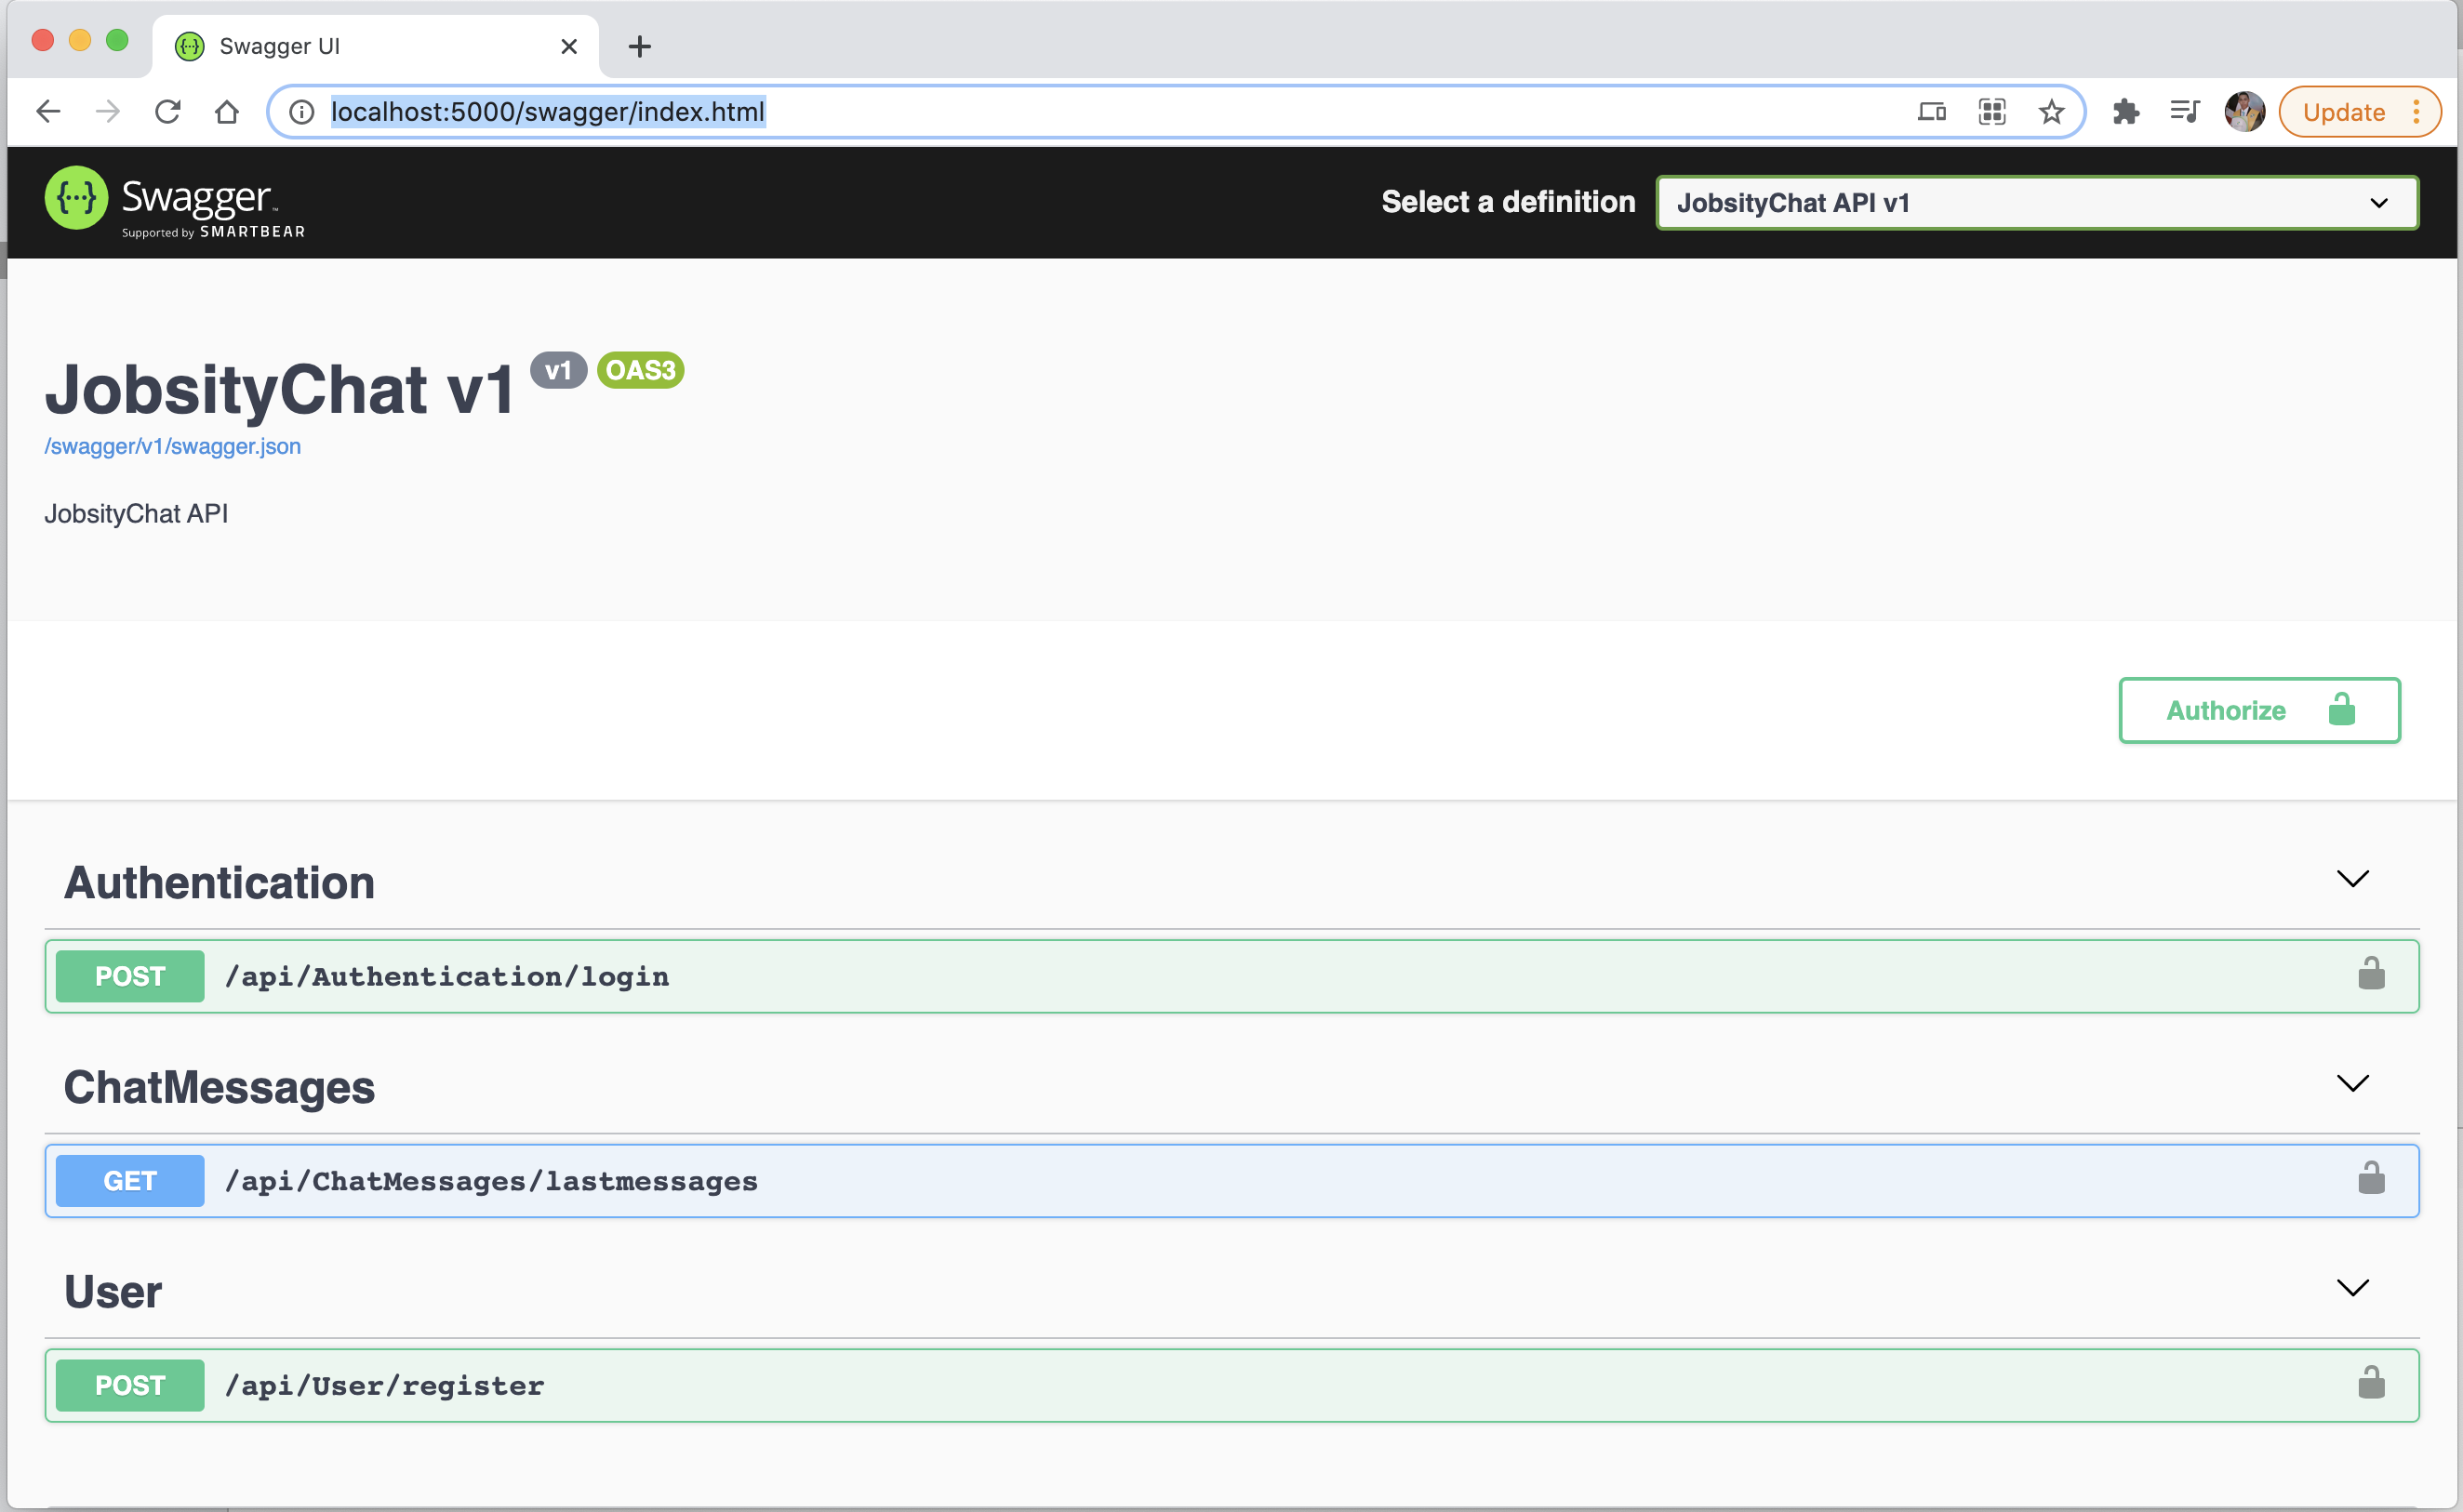 Swagger UI
localhost:5000/swagger/index.html
Update
Swagger™
Supported by SMARTBEAR
Select a definition
JobsityChat API v1
JobsityChat v1 v1 OAS3
/swagger/v1/swagger.json
JobsityChat API
Authorize
Authentication
POST /api/Authentication/login
ChatMessages
GET /api/ChatMessages/lastmessages
User
POST /api/User/register